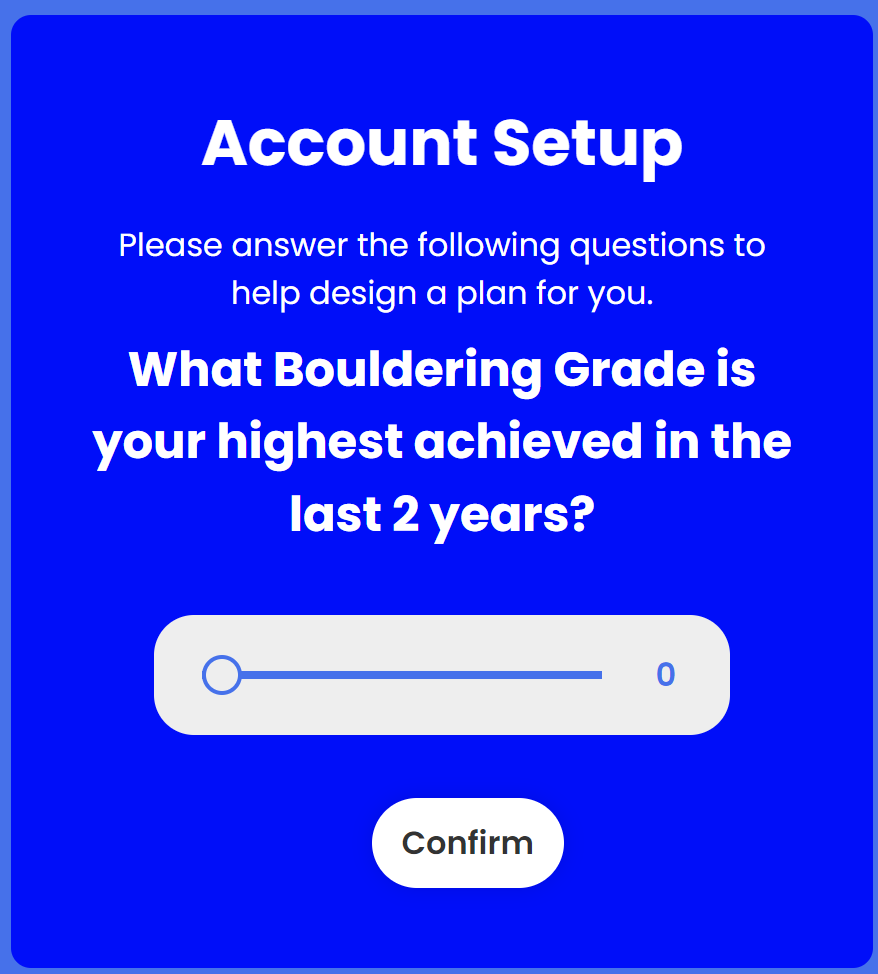 Account Setup
Please answer the following questions to
help design a plan for you.
What Bouldering Grade is
your highest achieved in the
last 2 years?
0
Confirm